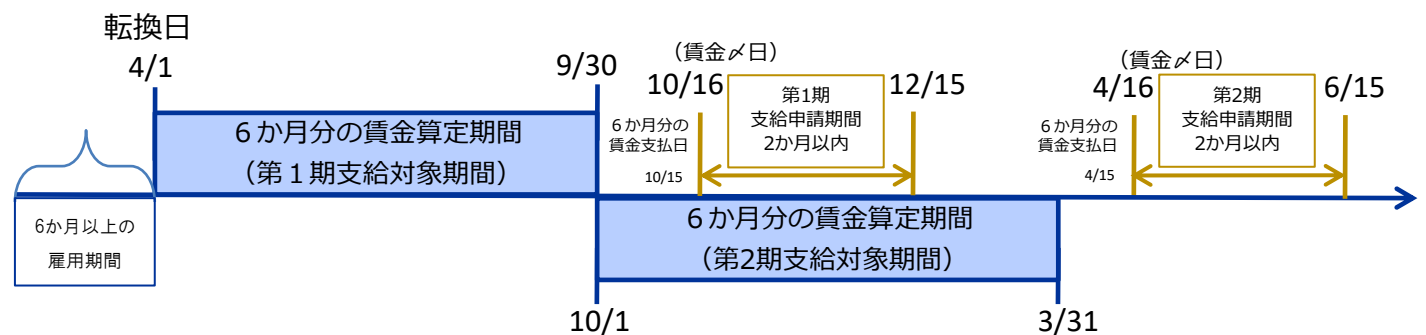 転換日
4/1
9/30
(賃金〆日)
10/16
12/15
(賃金〆日)
4/16
6/15
第1期
支給申請期間
2か月以内
第2期
支給申請期間
2か月以内
6か月分の賃金算定期間
(第1期支給対象期間)
6か月分の
賃金支払日
10/15
6か月分の
賃金支払日
4/15
6か月以上の
雇用期間
6か月分の賃金算定期間
(第2期支給対象期間)
10/1
3/31